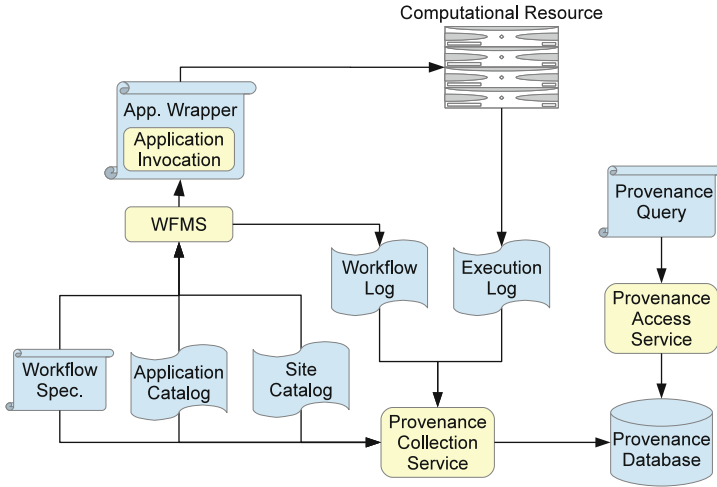 Computational Resource
App. Wrapper
Application
Invocation
WFMS
Provenance
Query
Workflow
Log
Execution
Log
Provenance
Access
Service
Workflow
Spec.
Application
Catalog
Site
Catalog
Provenance
Collection
Service
Provenance
Database